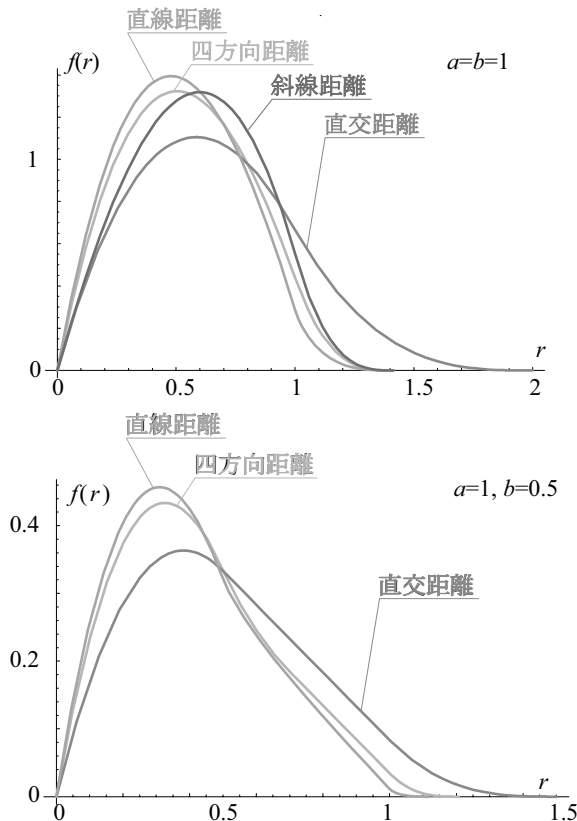 直線距離
四方向距離
f(r)
a=b=1
斜線距離
直交距離
1
0
r
0
0.5
1
1.5
2
直線距離
四方向距離
f(r)
a=1, b=0.5
0.4
直交距離
0.2
0
r
0
0.5
1
1.5